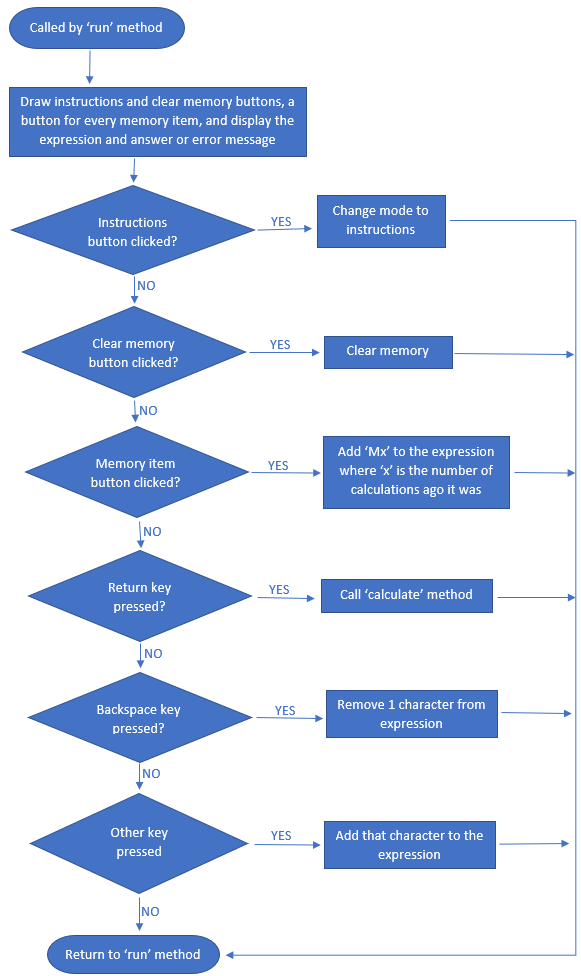 Called by ‘run’ method
Draw instructions and clear memory buttons, a
button for every memory item, and display the
expression and answer or error message
Instructions
button clicked?
YES
Change mode to
instructions
NO
Clear memory
button clicked?
YES
Clear memory
NO
Memory item
button clicked?
YES
Add ‘Mx’ to the expression
where ‘x’ is the number of
calculations ago it was
NO
Return key
pressed?
YES
Call ‘calculate’ method
NO
Backspace key
pressed?
YES
Remove 1 character from
expression
NO
Other key
pressed
YES
Add that character to the
expression
NO
Return to ‘run’ method